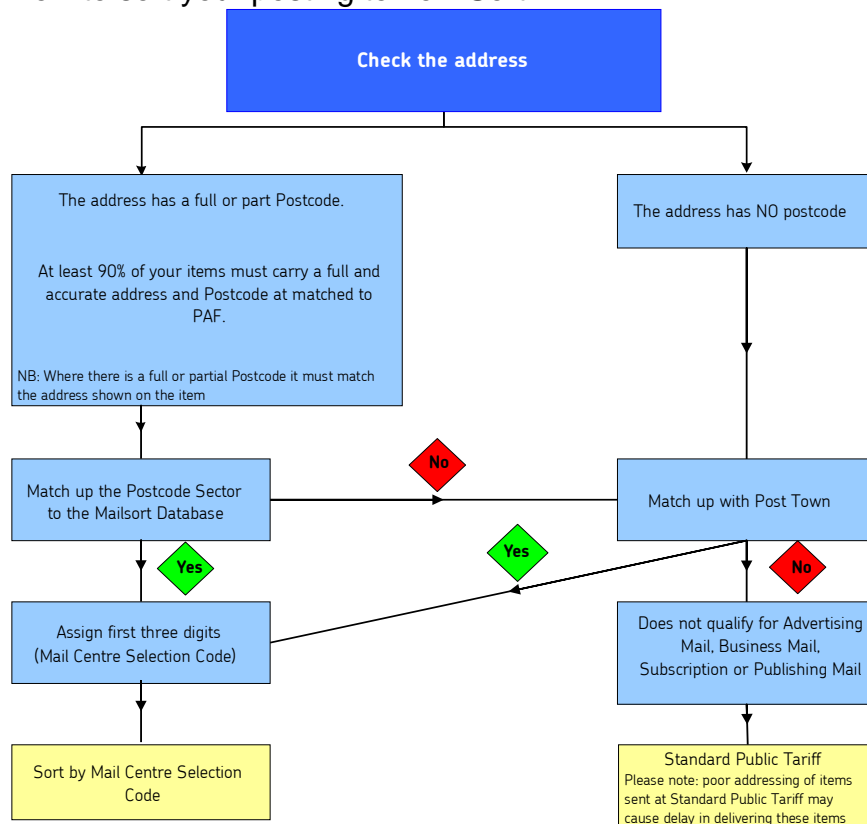 Check the address
The address has a full or part Postcode.
At least 90% of your items must carry a full and
accurate address and Postcode at matched to
PAF.
NB: Where there is a full or partial Postcode it must match
the address shown on the item
The address has NO postcode
No
Match up the Postcode Sector
to the Mailsort Database
Match up with Post Town
Yes
Yes
No
Assign first three digits
(Mail Centre Selection Code)
Does not qualify for Advertising
Mail, Business Mail,
Subscription or Publishing Mail
Sort by Mail Centre Selection
Code
Standard Public Tariff
Please note: poor addressing of items
sent at Standard Public Tariff may
cause delay in delivering these items